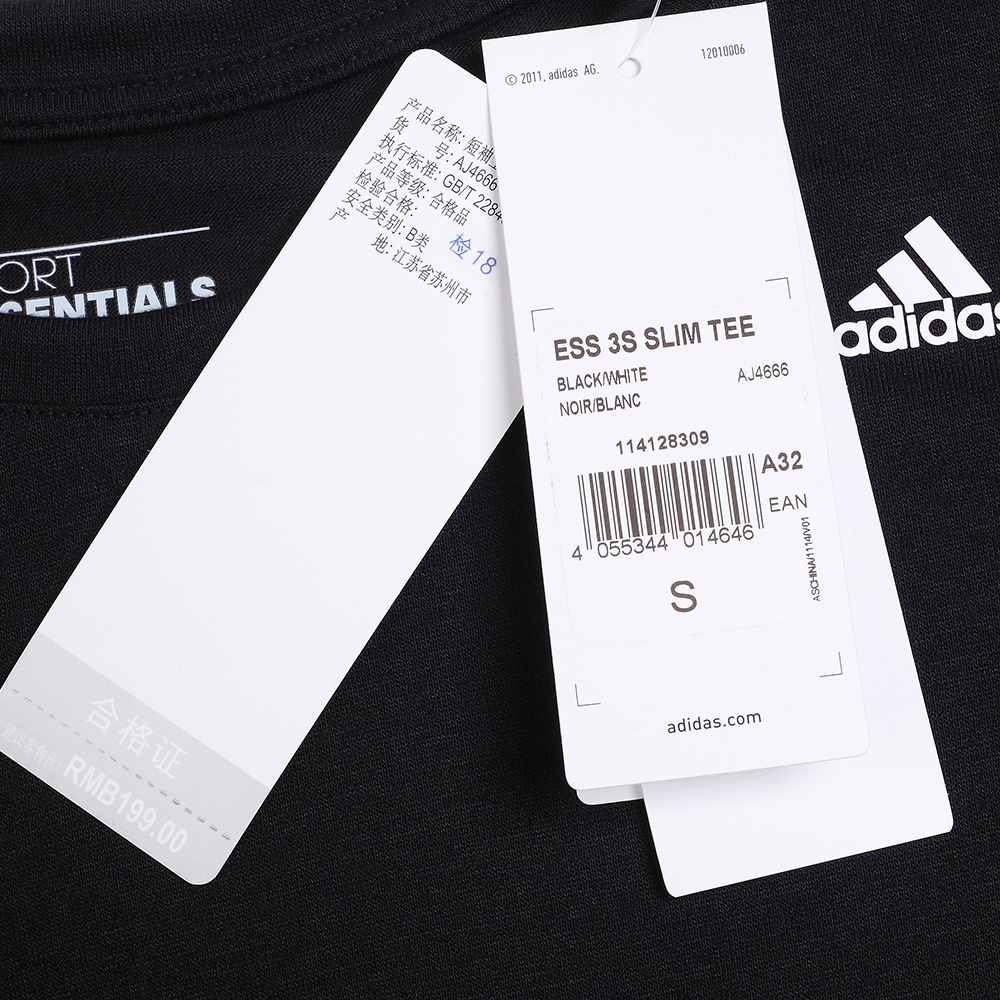 © 2011, adidas AG.
12010006
产品名称: 短袖
货 号: AJ4666
执行标准: GB/T 2284
产品等级: 合格品
检验合格:
检18
安全类别: B类
产 地: 江苏省苏州市
ORT
SENTIALS
adidas
ESS 3S SLIM TEE
BLACK/WHITE
AJ4666
NOIR/BLANC
114128309
A32
EAN
4 055344 014646
ASCHINA/1114/V01
S
adidas.com
合格证
RMB199.00